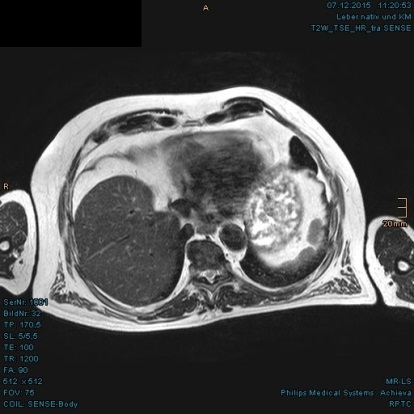 A
07.12.2015 11:20:53
Leber nativ und KM
T2W_TSE_HR_tra SENSE
R
20mm
SerNr: 1001
BildNr: 32
TP: 170.5
SL: 5/5.5
TE: 100
TR: 1200
FA: 90
512 x 512
FOV: 75
COIL: SENSE-Body
MR-LS
Philips Medical Systems, Achieva
RPTC